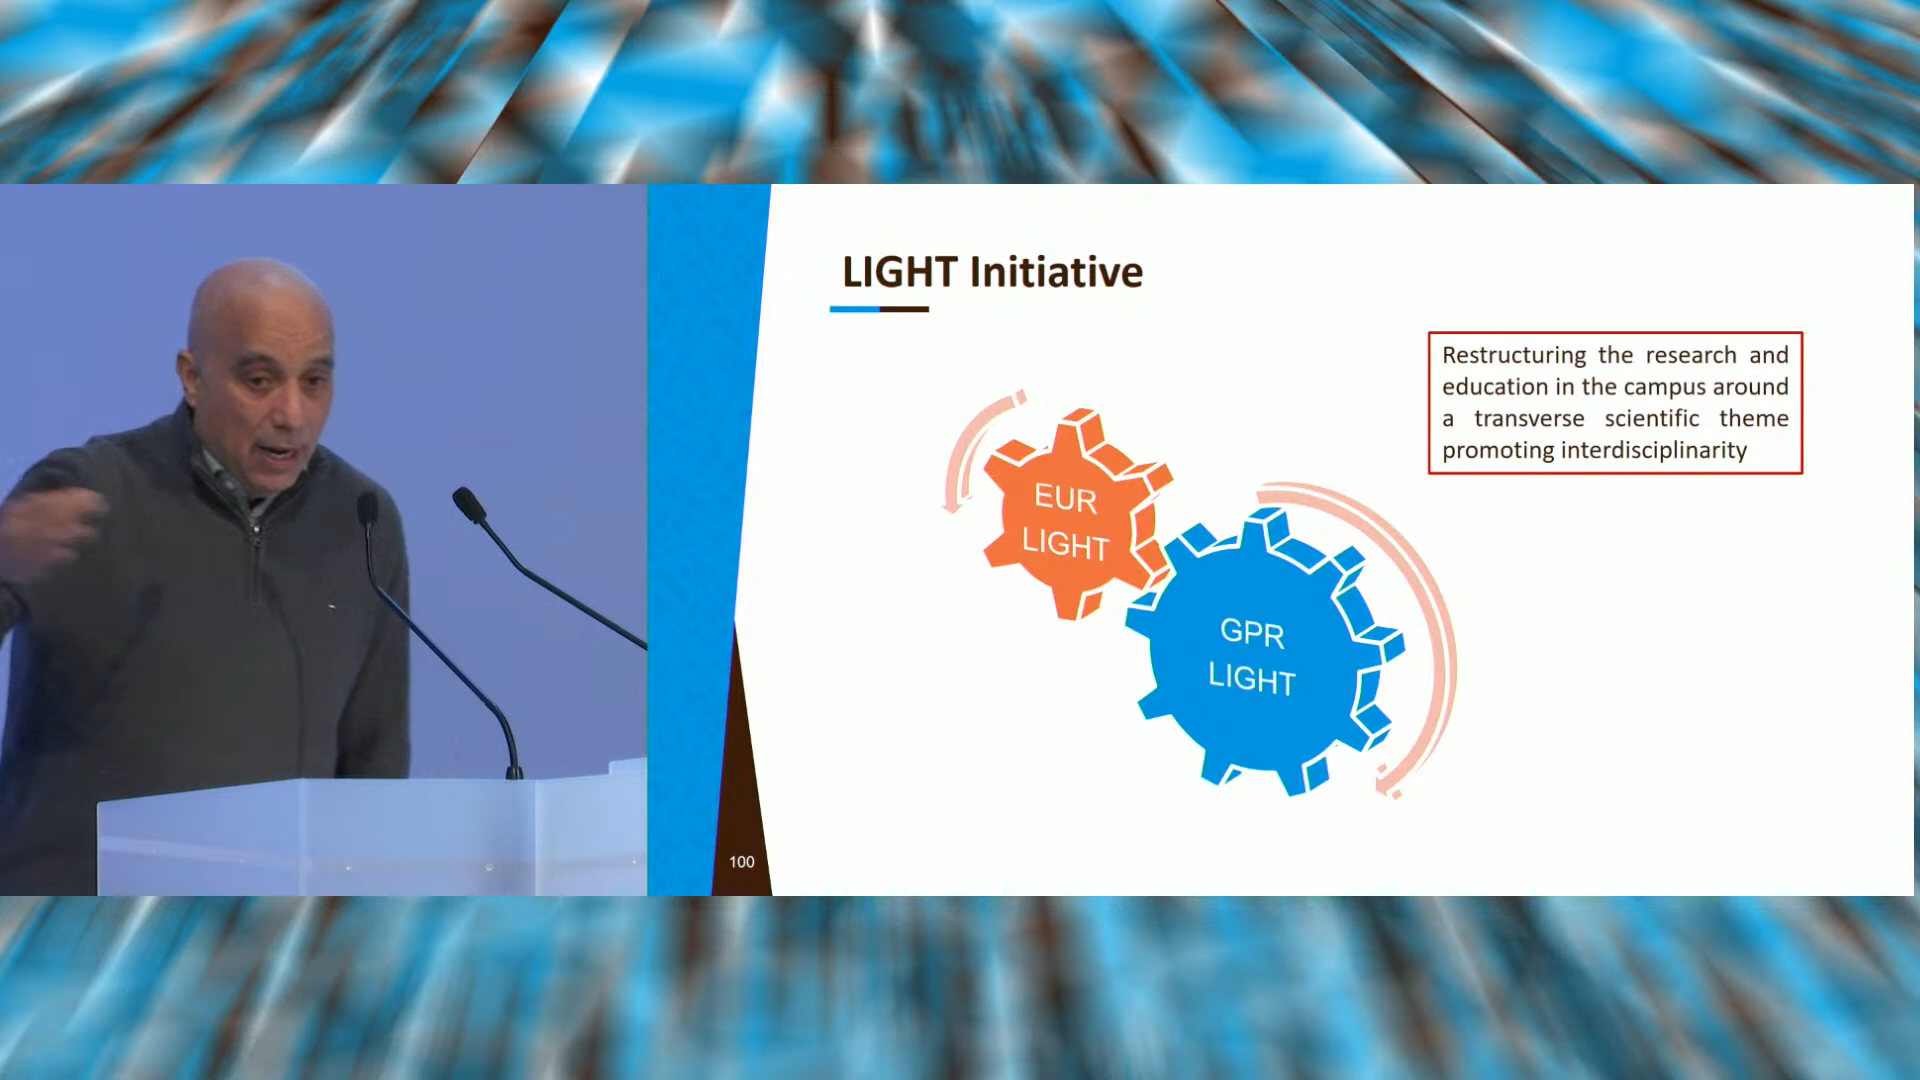 LIGHT Initiative
Restructuring the research and
education in the campus around
a transverse scientific theme
promoting interdisciplinarity
EUR
LIGHT
GPR
LIGHT
100